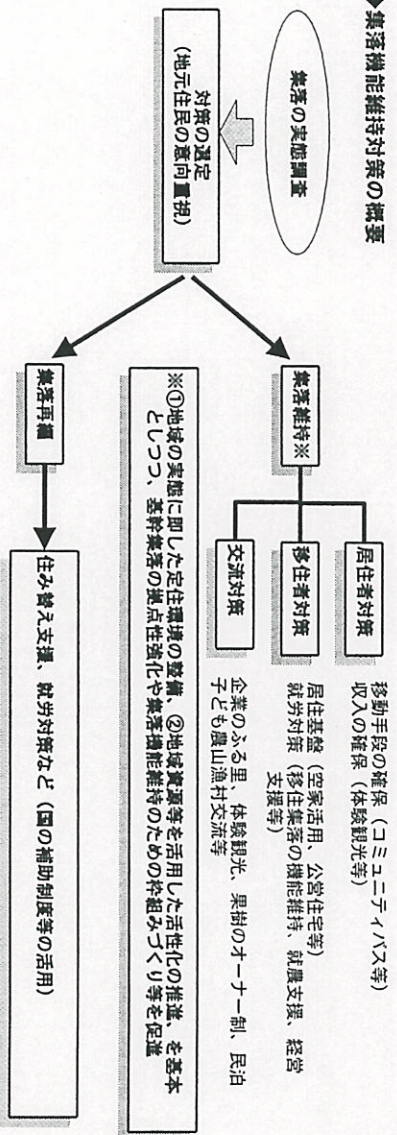 ◆集落機能維持対策の概要
集落の実態調査
対策の選定
(地元住民の意向重視)
集落維持※
居住者対策
移動手段の確保（コミュニティバス等）
収入の確保（体験観光等）
移住者対策
居住基盤（空家活用、公営住宅等）
就労対策（移住集落の機能維持、就農支援、経営
支援等）
交流対策
企業のふる里、体験観光、果樹のオーナー制、民泊
子ども農山漁村交流等
※①地域の実態に即した定住環境の整備、②地域資源等を活用した活性化の推進、を基本
としつつ、基幹集落の拠点性強化や集落機能維持のための枠組みづくり等を促進
集落再編
住み替え支援、就労対策など（国の補助制度等の活用）